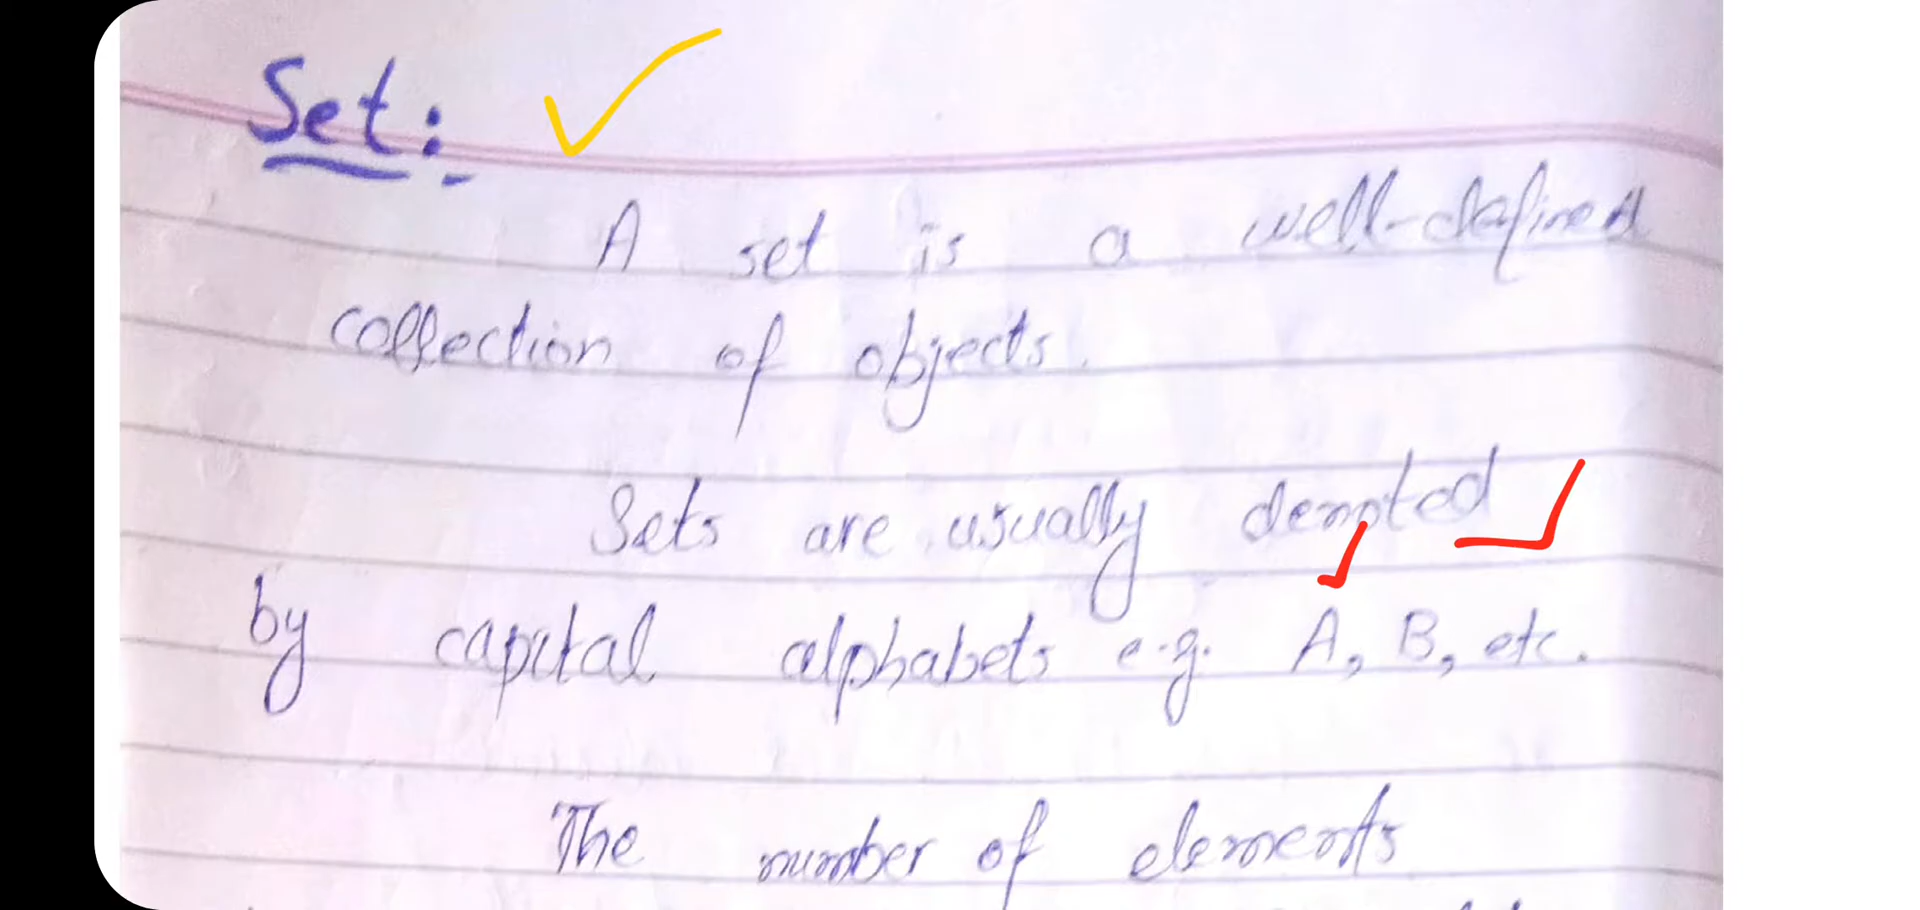 Set:
A set is a well-defined
collection of objects.
Sets are usually denoted
by capital alphabets e.g. A, B, etc.
The number of elements